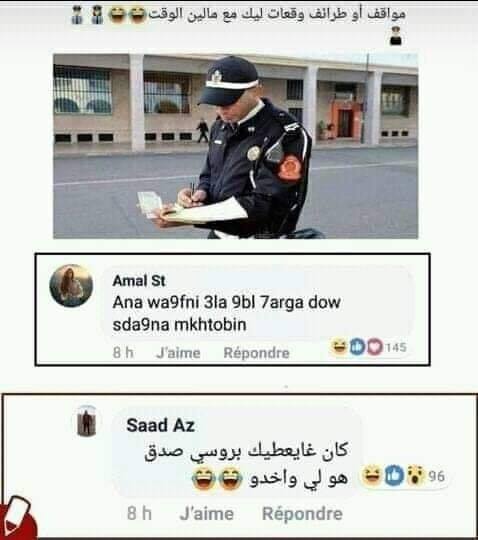 مواقف أو طرائف وقعات ليك مع مالين الوقت😂😂👮👮
👮
Amal St
Ana wa9fni 3la 9bl 7arga dow
sda9na mkhtobin
8 h J'aime Répondre 145
Saad Az
كان غايعطيك بروسي صدق
هو لي واخدو 😂😂
96
8 h J'aime Répondre